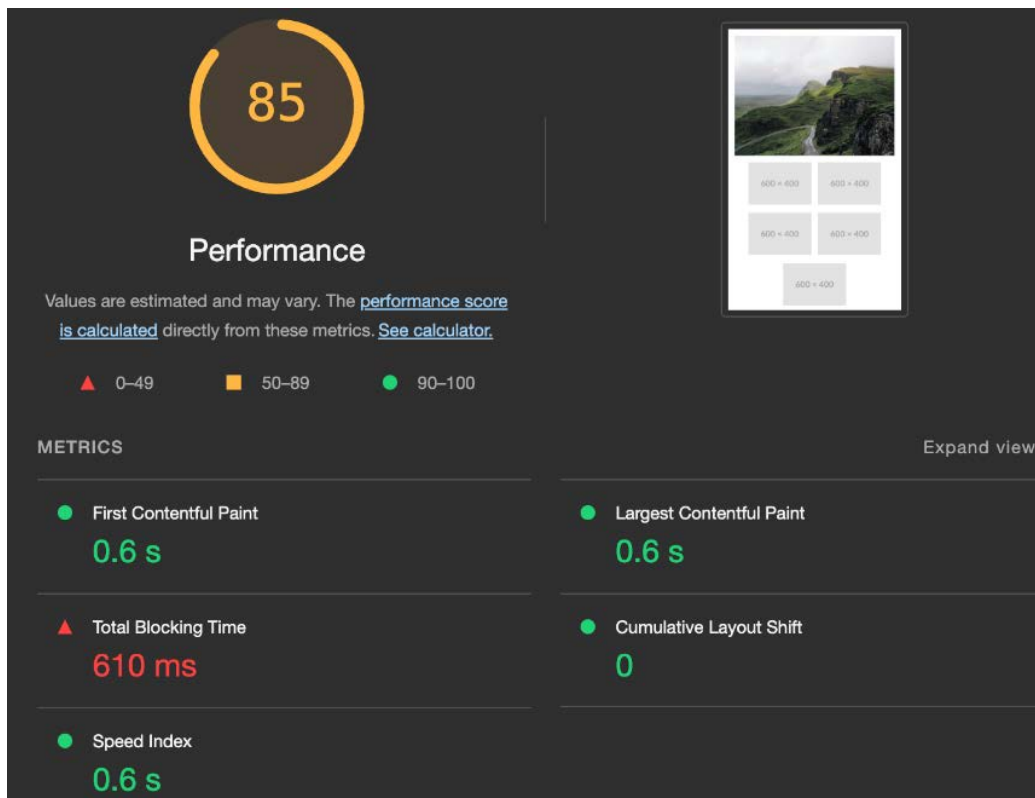 85
Performance
Values are estimated and may vary. The performance score
is calculated directly from these metrics. See calculator.
0–49 50–89 90–100
600 × 400 600 × 400
600 × 400 600 × 400
600 × 400
METRICS
Expand view
First Contentful Paint
0.6 s
Largest Contentful Paint
0.6 s
Total Blocking Time
610 ms
Cumulative Layout Shift
0
Speed Index
0.6 s